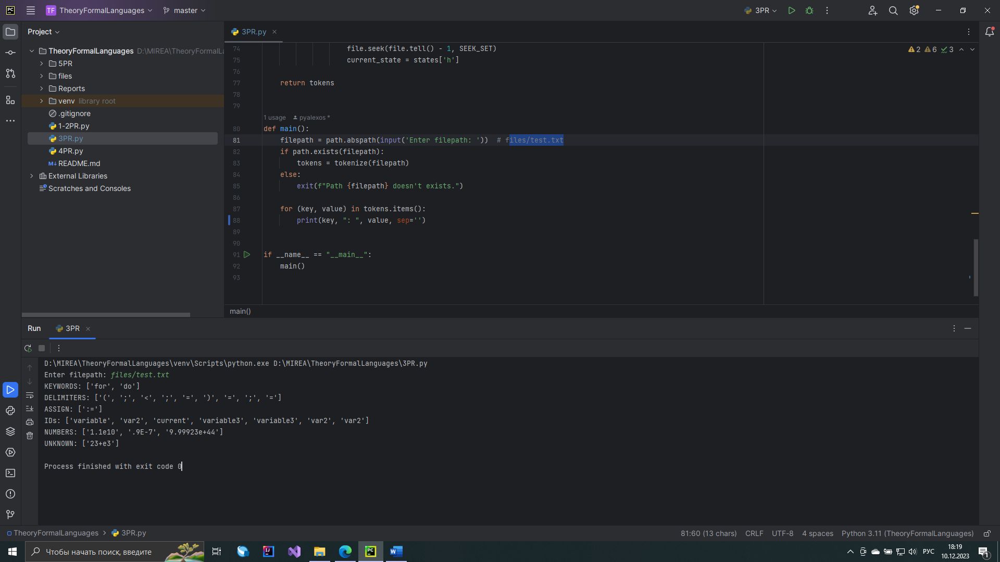 PC TF TheoryFormalLanguages master 3PR
Project
TheoryFormalLanguages D:\MIREA\TheoryFormalLa
5PR
files
Reports
venv library root
.gitignore
1-2PR.py
3PR.py
4PR.py
M↓ README.md
External Libraries
Scratches and Consoles
3PR.py
2 6 3
74 file.seek(file.tell() - 1, SEEK_SET)
75 current_state = states['h']
76
77 return tokens
78
79
1 usage pyalexos *
80 def main():
81 filepath = path.abspath(input('Enter filepath: ')) # files/test.txt
82 if path.exists(filepath):
83 tokens = tokenize(filepath)
84 else:
85 exit(f"Path {filepath} doesn't exists.")
86
87 for (key, value) in tokens.items():
88 print(key, ": ", value, sep='')
89
90
91 if __name__ == "__main__":
92 main()
93
main()
Run 3PR
D:\MIREA\TheoryFormalLanguages\venv\Scripts\python.exe D:\MIREA\TheoryFormalLanguages\3PR.py
Enter filepath: files/test.txt
KEYWORDS: ['for', 'do']
DELIMITERS: ['(', ';', '<', ';', '=', ')', '=', ';', '=']
ASSIGN: [':=']
IDs: ['variable', 'var2', 'current', 'variable3', 'variable3', 'var2', 'var2']
NUMBERS: ['1.1e10', '.9E-7', '9.99923e+44']
UNKNOWN: ['23+e3']
Process finished with exit code 0
TheoryFormalLanguages > 3PR.py 81:60 (13 chars) CRLF UTF-8 4 spaces Python 3.11 (TheoryFormalLanguages)
Чтобы начать поиск, введите РУС 18:19
10.12.2023 1